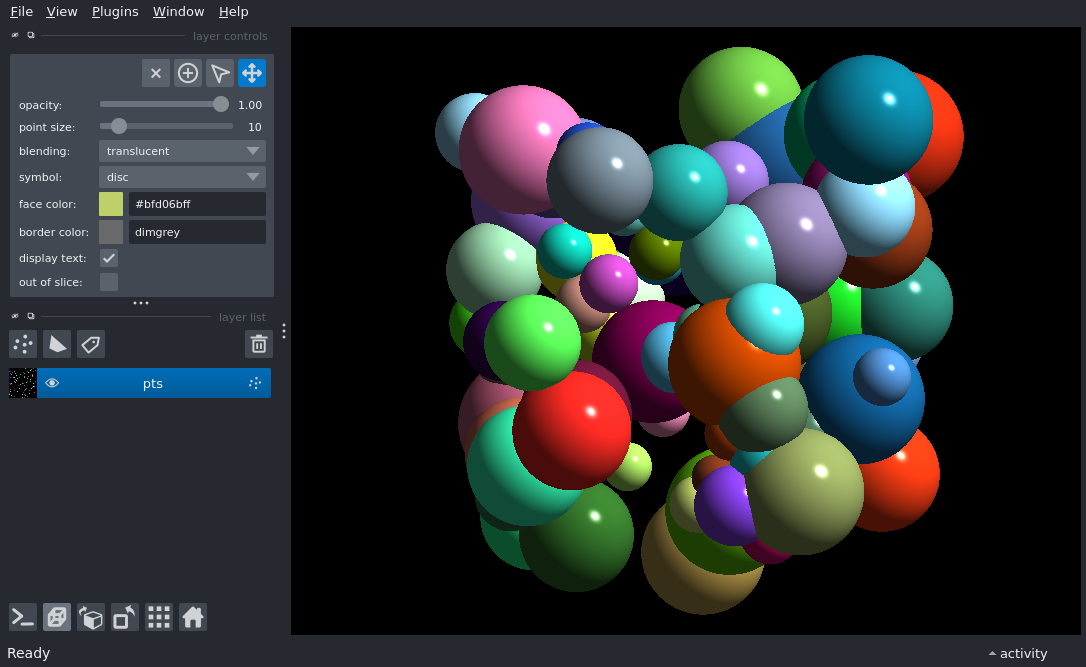 File View Plugins Window Help
layer controls
opacity: 1.00
point size: 10
blending: translucent
symbol: disc
face color: #bfd06bff
border color: dimgrey
display text:
out of slice:
layer list
pts
Ready
activity